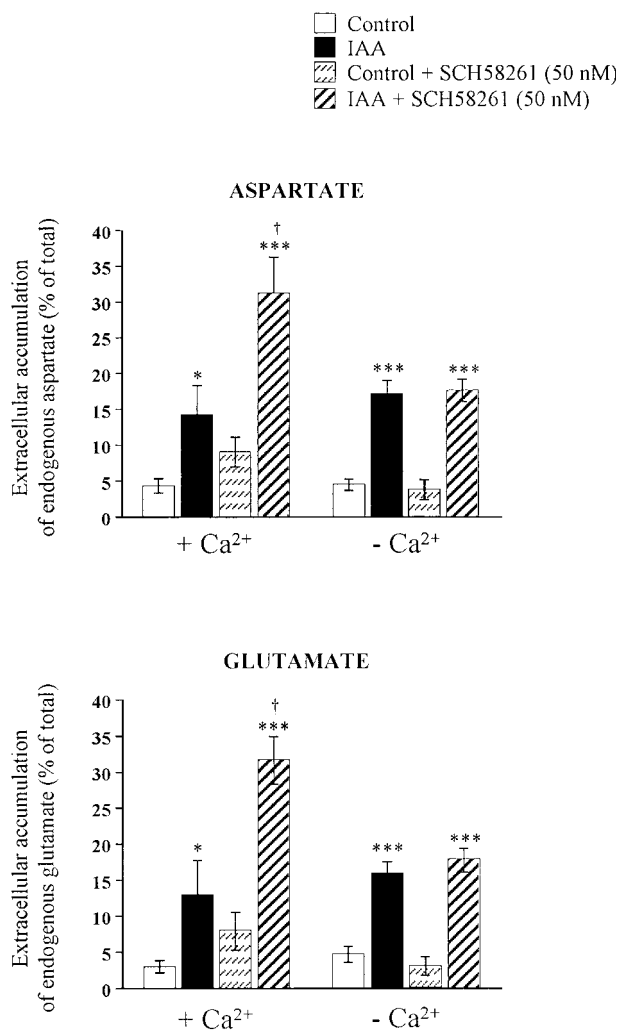 Control
IAA
Control + SCH58261 (50 nM)
IAA + SCH58261 (50 nM)
ASPARTATE
Extracellular accumulation
of endogenous aspartate (% of total)
40
35
30
25
20
15
10
5
0
*
†
***
***
***
+ Ca²⁺
- Ca²⁺
GLUTAMATE
Extracellular accumulation
of endogenous glutamate (% of total)
40
35
30
25
20
15
10
5
0
*
†
***
***
***
+ Ca²⁺
- Ca²⁺